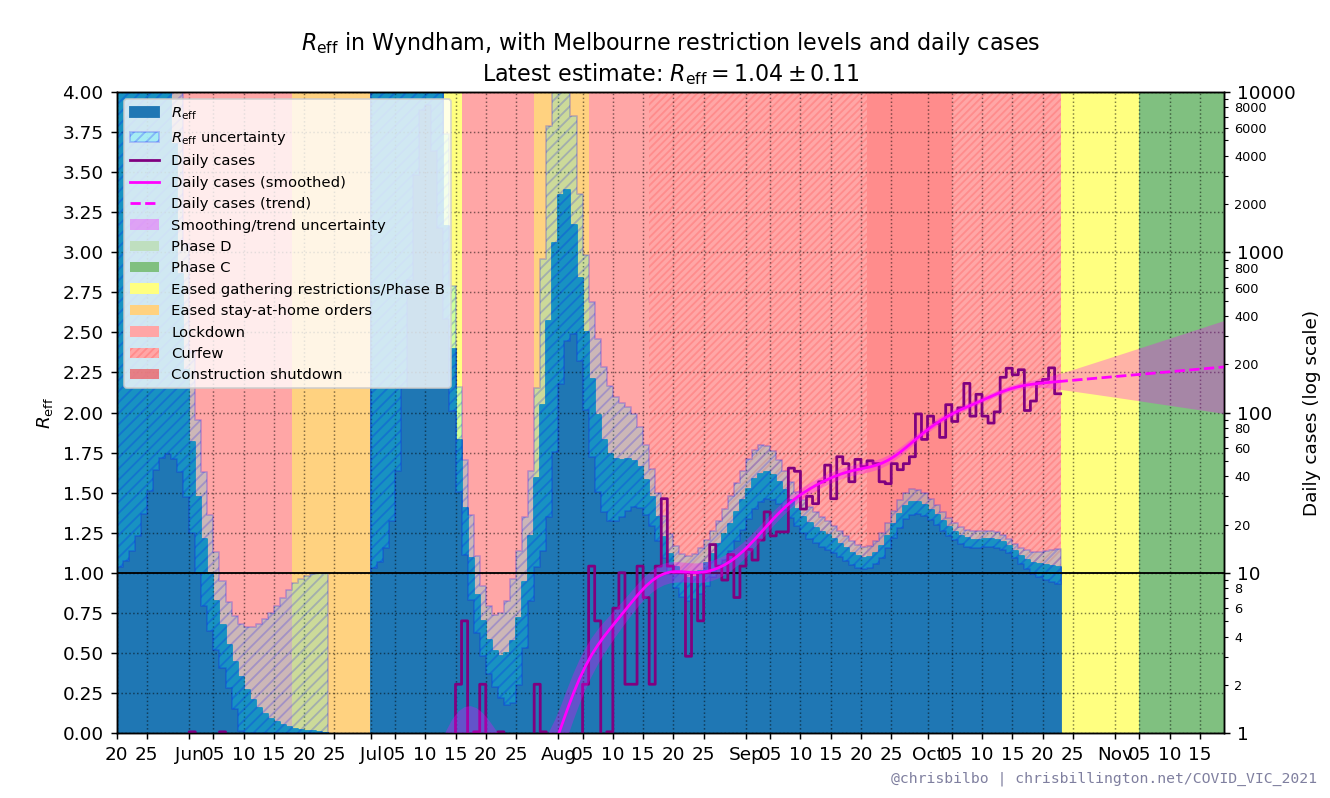 R_eff in Wyndham, with Melbourne restriction levels and daily cases
Latest estimate: R_eff = 1.04 ± 0.11
R_eff
R_eff uncertainty
Daily cases
Daily cases (smoothed)
Daily cases (trend)
Smoothing/trend uncertainty
Phase D
Phase C
Eased gathering restrictions/Phase B
Eased stay-at-home orders
Lockdown
Curfew
Construction shutdown
R_eff
4.00
3.75
3.50
3.25
3.00
2.75
2.50
2.25
2.00
1.75
1.50
1.25
1.00
0.75
0.50
0.25
0.00
10000
8000
6000
4000
2000
1000
800
600
400
200
100
80
60
40
20
10
8
6
4
2
1
Daily cases (log scale)
20 25 Jun 05 10 15 20 25 Jul 05 10 15 20 25 Aug 05 10 15 20 25 Sep 05 10 15 20 25 Oct 05 10 15 20 25 Nov 05 10 15
@chrisbilbo | chrisbillington.net/COVID_VIC_2021